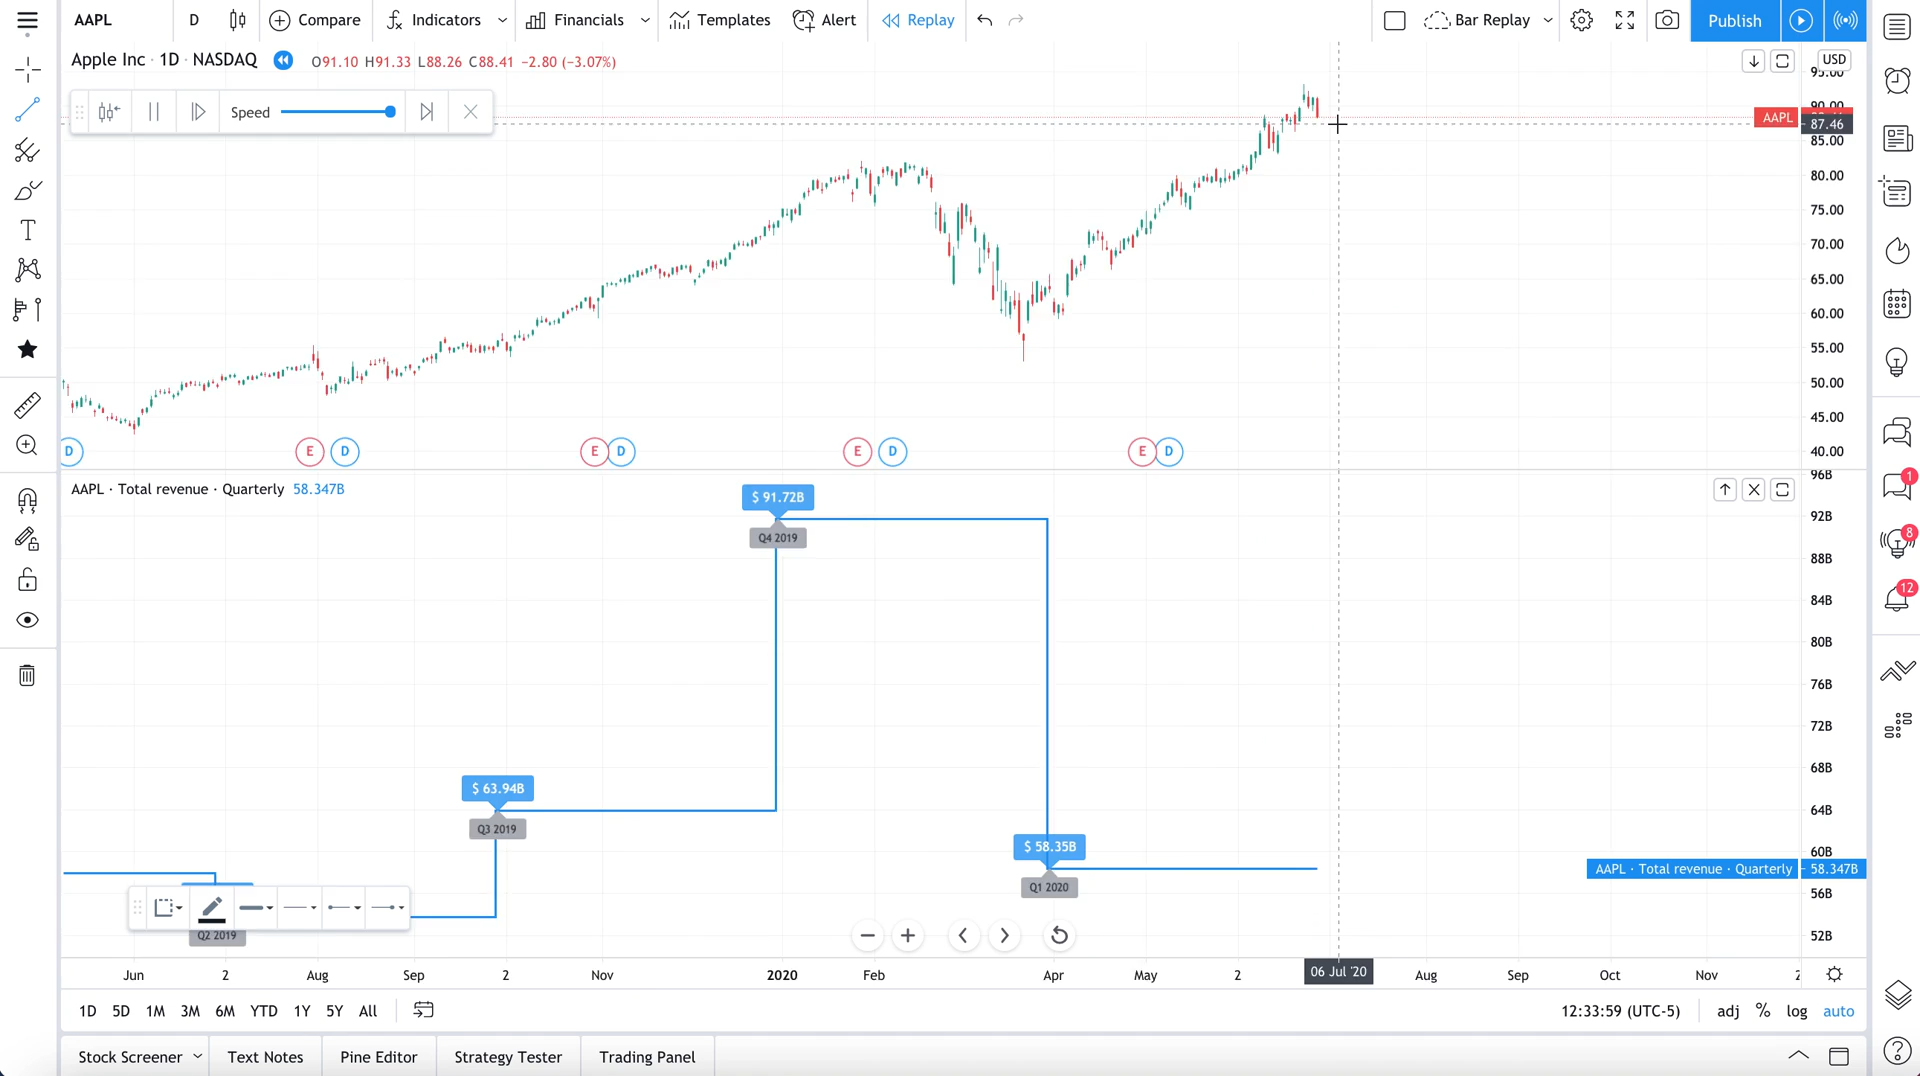 AAPL D Compare Indicators Financials Templates Alert Replay Bar Replay Publish
Apple Inc · 1D · NASDAQ O91.10 H91.33 L88.26 C88.41 −2.80 (−3.07%) USD
Speed
95.00
90.00
AAPL
87.46
85.00
80.00
75.00
70.00
65.00
60.00
55.00
50.00
45.00
40.00
D E D E D E D E D
AAPL · Total revenue · Quarterly 58.347B
96B
92B
88B
84B
80B
76B
72B
68B
64B
60B
56B
52B
$ 91.72B
Q4 2019
$ 63.94B
Q3 2019
$ 58.35B
Q1 2020
AAPL · Total revenue · Quarterly 58.347B
Q2 2019
Jun 2 Aug Sep 2 Nov 2020 Feb Apr May 2 06 Jul '20 Aug Sep Oct Nov 2
1D 5D 1M 3M 6M YTD 1Y 5Y All 12:33:59 (UTC-5) adj % log auto
Stock Screener Text Notes Pine Editor Strategy Tester Trading Panel
1
8
12